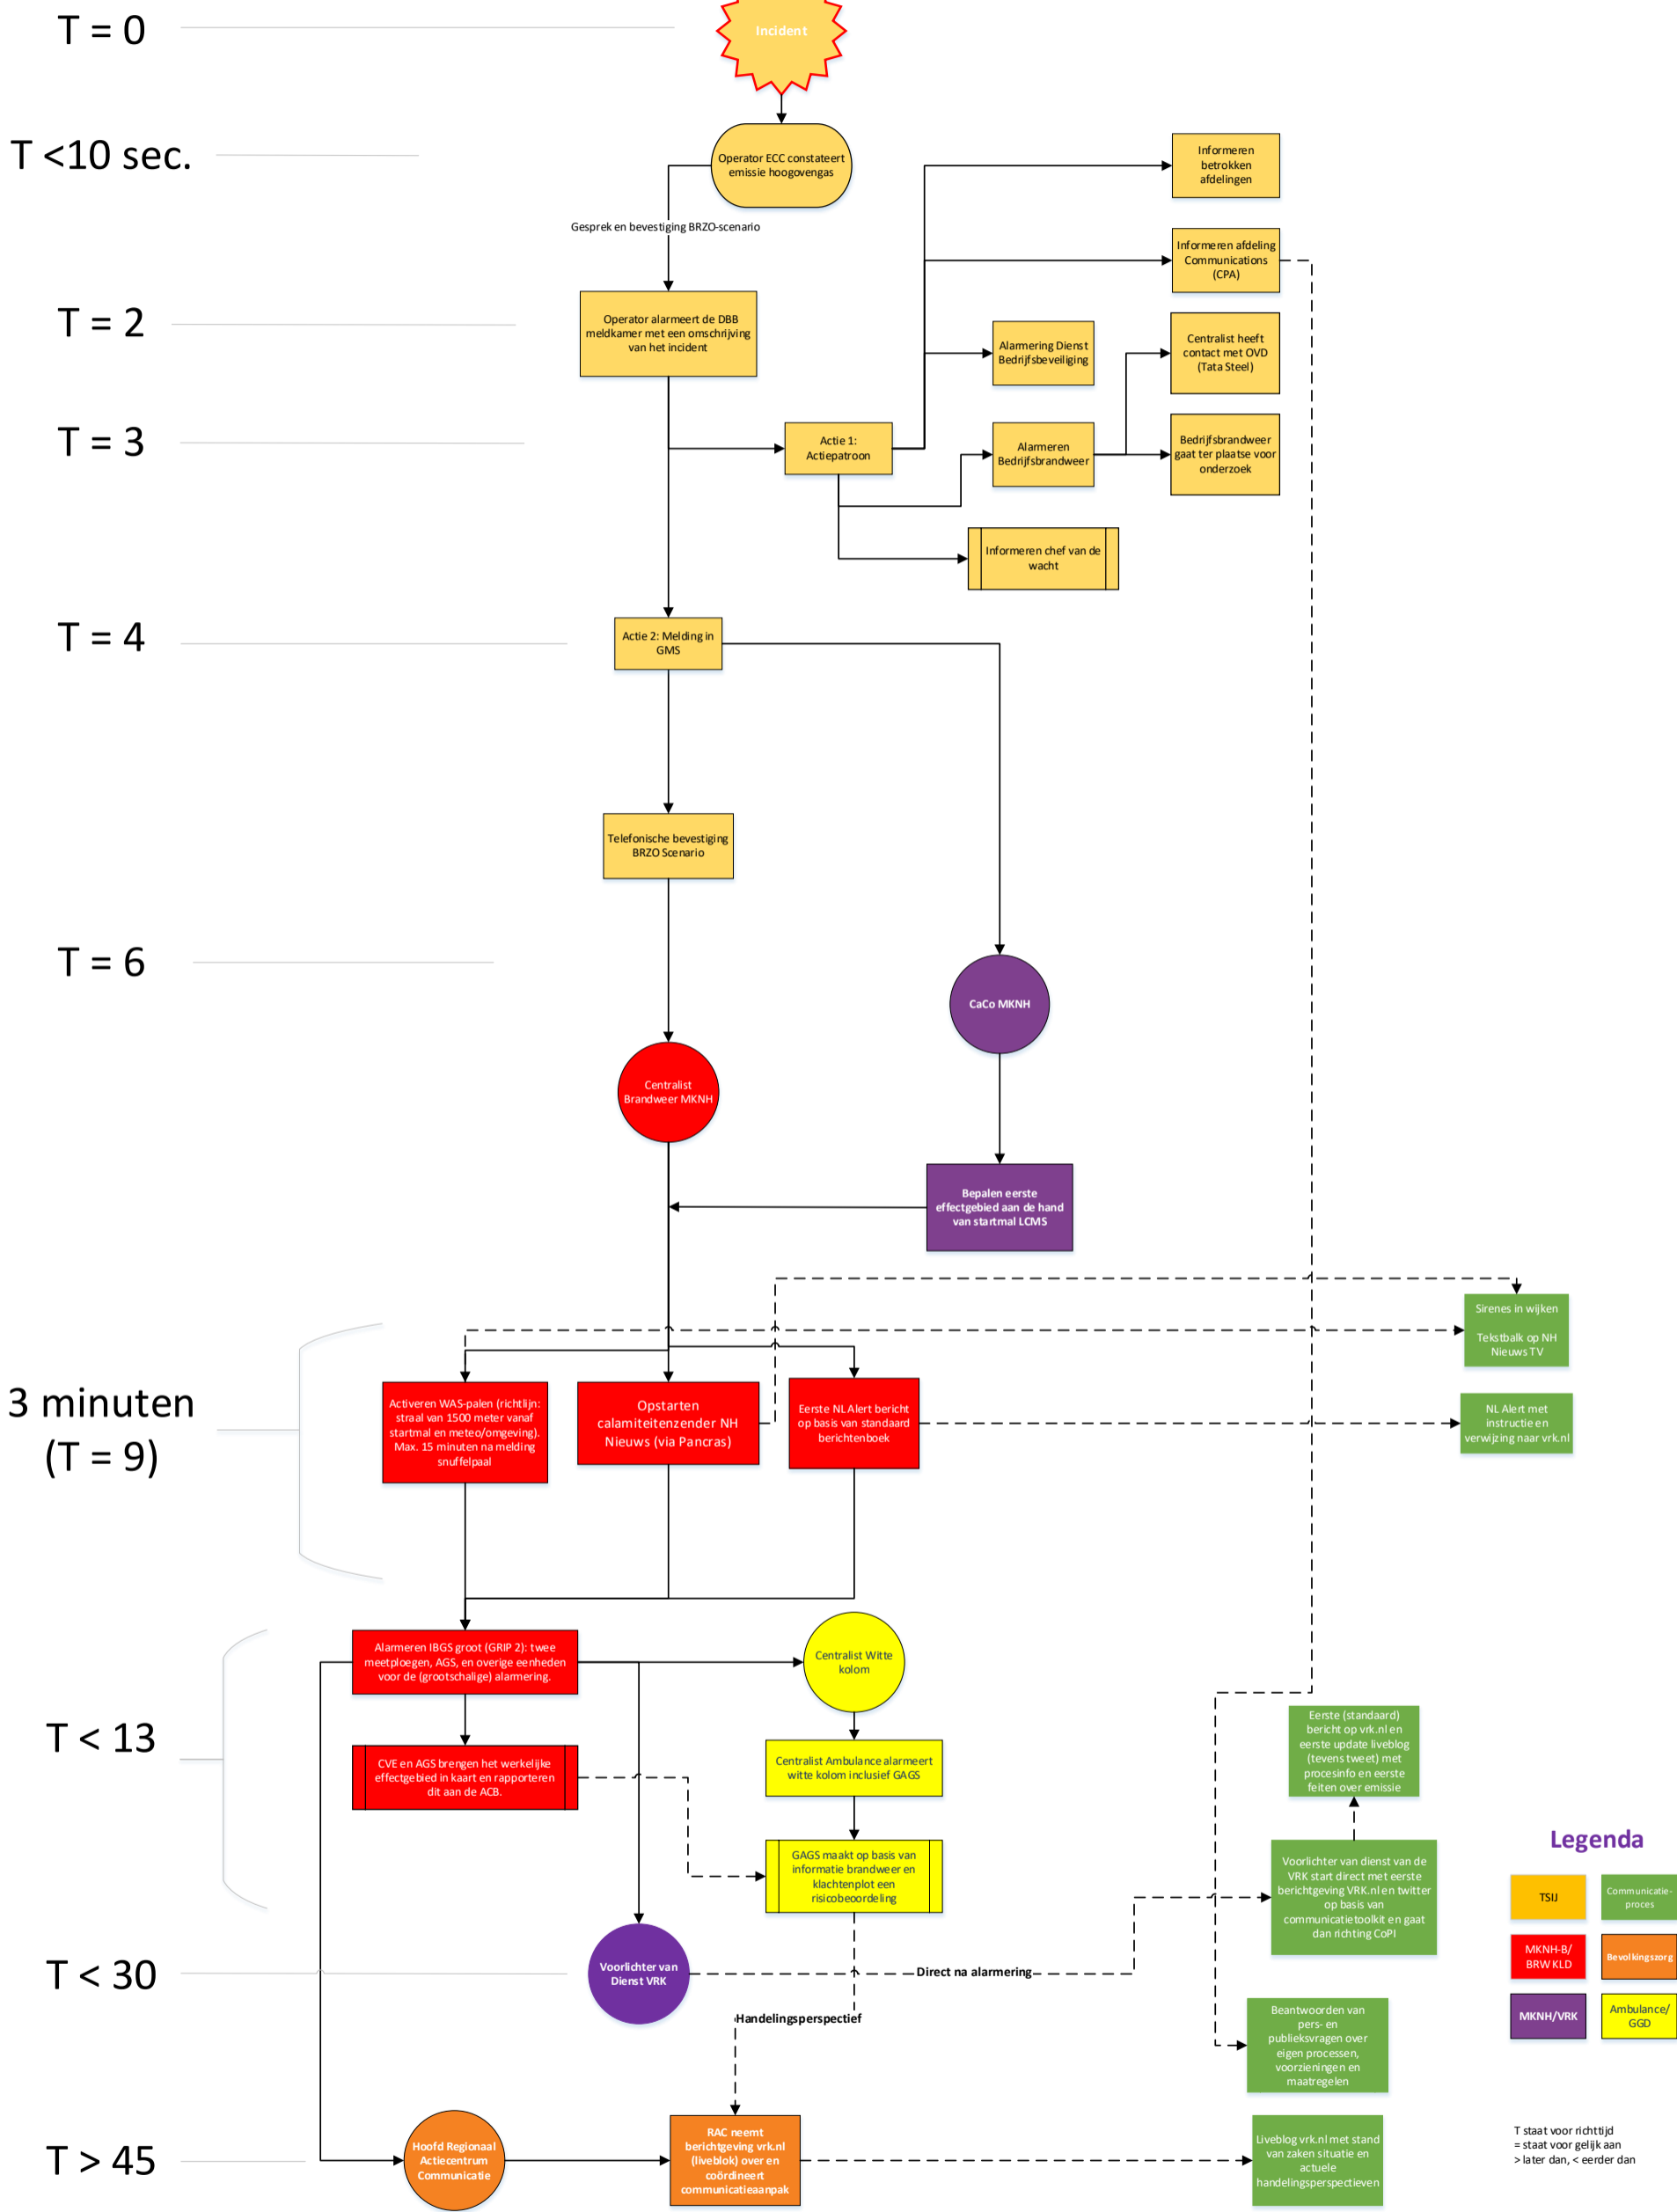 T = 0
Incident
T <10 sec.
Operator ECC constateert
emissie hoogovengas
Informeren
betrokken
afdelingen
Gesprek en bevestiging BRZO-scenario
Informeren afdeling
Communications
(CPA)
T = 2
Operator alarmeert de DBB
meldkamer met een omschrijving
van het incident
Alarmering Dienst
Bedrijfsbeveiliging
Centralist heeft
contact met OVD
(Tata Steel)
T = 3
Actie 1:
Actiepatroon
Alarmeren
Bedrijfsbrandweer
Bedrijfsbrandweer
gaat ter plaatse voor
onderzoek
Informeren chef van de
wacht
T = 4
Actie 2: Melding in
GMS
Telefonische bevestiging
BRZO Scenario
T = 6
CaCo MKNH
Centralist
Brandweer MKNH
Bepalen eerste
effectgebied aan de hand
van startmal LCMS
Sirenes in wijken
Tekstbalk op NH
Nieuws TV
3 minuten
(T = 9)
Activeren WAS-palen (richtlijn:
straal van 1500 meter vanaf
startmal en meteo/omgeving).
Max. 15 minuten na melding
snuffelpaal
Opstarten
calamiteitenzender NH
Nieuws (via Pancras)
Eerste NL Alert bericht
op basis van standaard
berichtenboek
NL Alert met
instructie en
verwijzing naar vrk.nl
Alarmeren IBGS groot (GRIP 2): twee
meetploegen, AGS, en overige eenheden
voor de (grootschalige) alarmering.
Centralist Witte
kolom
T < 13
CVE en AGS brengen het werkelijke
effectgebied in kaart en rapporteren
dit aan de ACB.
Centralist Ambulance alarmeert
witte kolom inclusief GAGS
Eerste (standaard)
bericht op vrk.nl en
eerste update liveblog
(tevens tweet) met
procesinfo en eerste
feiten over emissie
GAGS maakt op basis van
informatie brandweer en
klachtenplot een
risicobeoordeling
Voorlichter van dienst van de
VRK start direct met eerste
berichtgeving VRK.nl en twitter
op basis van
communicatietoolkit en gaat
dan richting CoPI
T < 30
Voorlichter van
Dienst VRK
Direct na alarmering
Handelingsperspectief
Beantwoorden van
pers- en
publieksvragen over
eigen processen,
voorzieningen en
maatregelen
T > 45
Hoofd Regionaal
Actiecentrum
Communicatie
RAC neemt
berichtgeving vrk.nl
(liveblok) over en
coördineert
communicatieaanpak
Liveblog vrk.nl met stand
van zaken situatie en
actuele
handelingsperspectieven
Legenda
TSIJ
Communicatie-
proces
MKNH-B/
BRW KLD
Bevolkingszorg
MKNH/VRK
Ambulance/
GGD
T staat voor richttijd
= staat voor gelijk aan
> later dan, < eerder dan